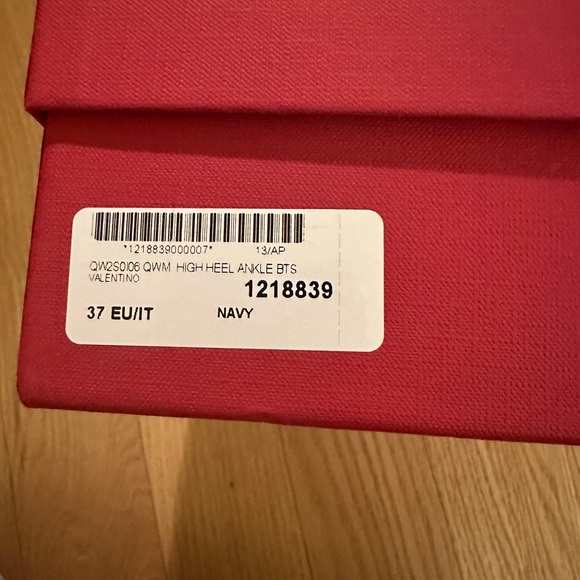 *1218839000007* 13/AP
QW2S0I06 QWM HIGH HEEL ANKLE BTS
VALENTINO
1218839
37 EU/IT NAVY